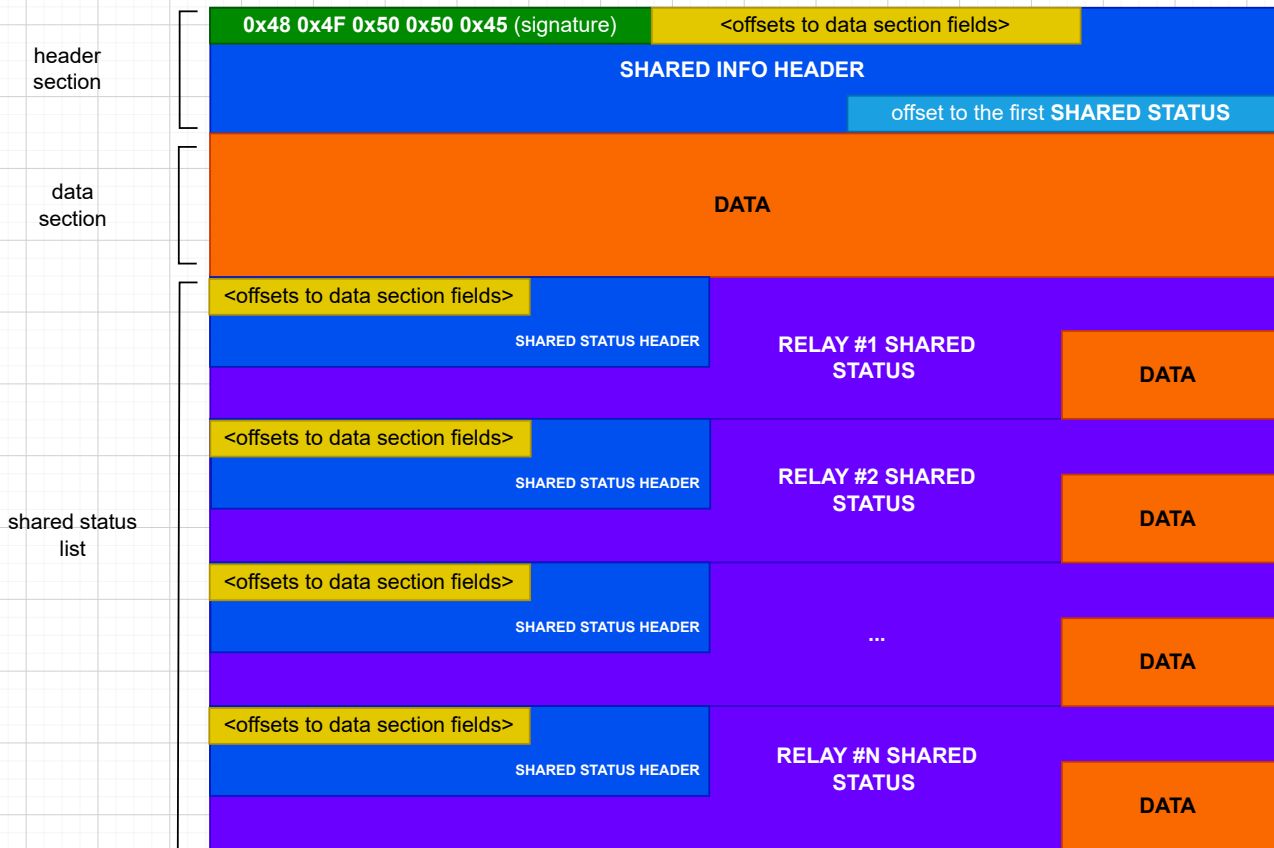 0x48 0x4F 0x50 0x50 0x45 (signature)
<offsets to data section fields>
header
section
SHARED INFO HEADER
offset to the first SHARED STATUS
data
section
DATA
<offsets to data section fields>
SHARED STATUS HEADER
RELAY #1 SHARED
STATUS
DATA
<offsets to data section fields>
SHARED STATUS HEADER
RELAY #2 SHARED
STATUS
DATA
shared status
list
<offsets to data section fields>
SHARED STATUS HEADER
...
DATA
<offsets to data section fields>
SHARED STATUS HEADER
RELAY #N SHARED
STATUS
DATA